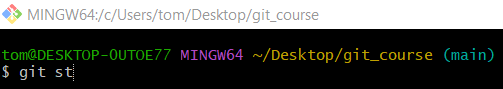 MINGW64:/c/Users/tom/Desktop/git_course
tom@DESKTOP-OUTOE77 MINGW64 ~/Desktop/git_course (main)
$ git st